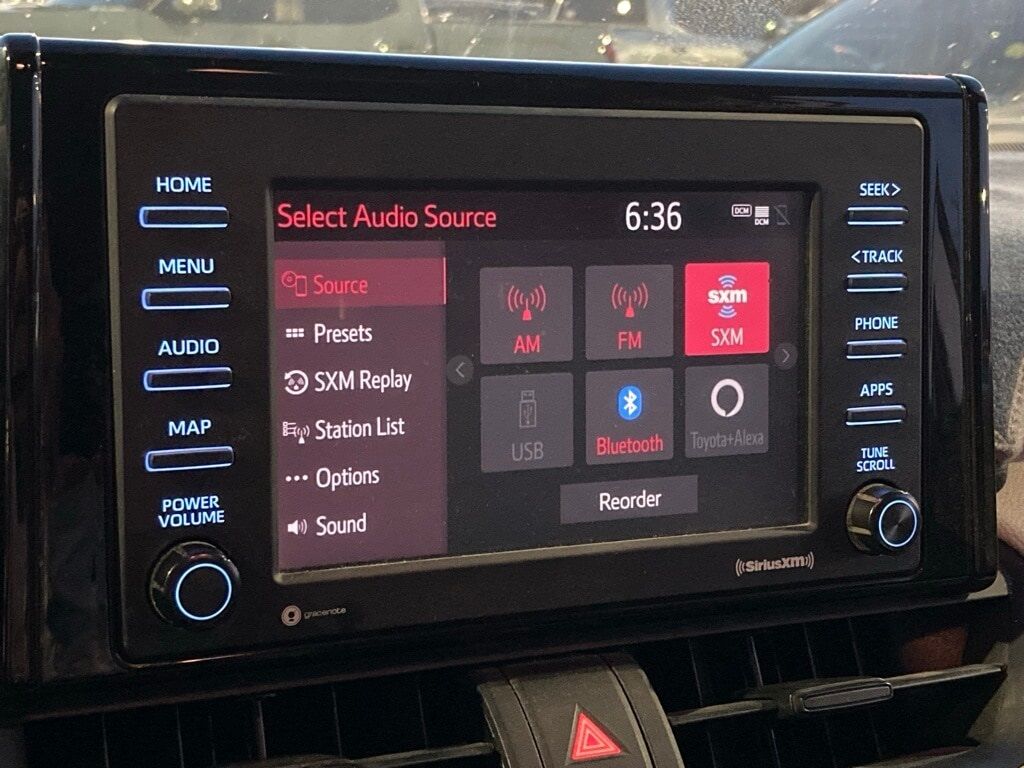 HOME
MENU
AUDIO
MAP
POWER
VOLUME
Select Audio Source
6:36
DCM
DCM
Source
Presets
SXM Replay
Station List
Options
Sound
AM
FM
sxm
SXM
USB
Bluetooth
Toyota+Alexa
Reorder
SEEK>
<TRACK
PHONE
APPS
TUNE
SCROLL
gracenote
((SiriusXM))